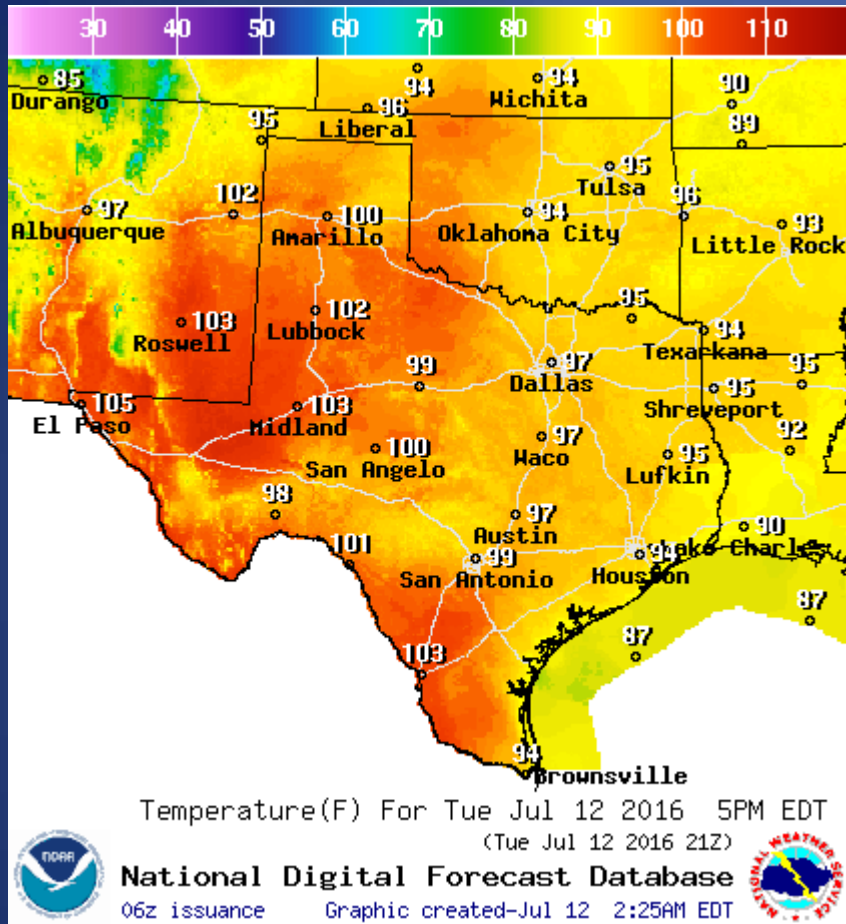 30 40 50 60 70 80 90 100 110
85
Durango
94
94
Wichita
90
96
Liberal
95
89
95
Tulsa
97
Albuquerque
102
100
Amarillo
94
Oklahoma City
96
93
Little Rock
103
Roswell
102
Lubbock
95
94
Texarkana
99
97
Dallas
95
Shreveport
95
105
El Paso
103
Midland
100
San Angelo
97
Waco
95
Lufkin
92
98
97
Austin
90
Lake Charles
101
99
San Antonio
94
Houston
87
87
103
94
Brownsville
Temperature(F) For Tue Jul 12 2016 5PM EDT
(Tue Jul 12 2016 21Z)
NOAA
National Digital Forecast Database
06z issuance Graphic created-Jul 12 2:25AM EDT
NATIONAL WEATHER SERVICE